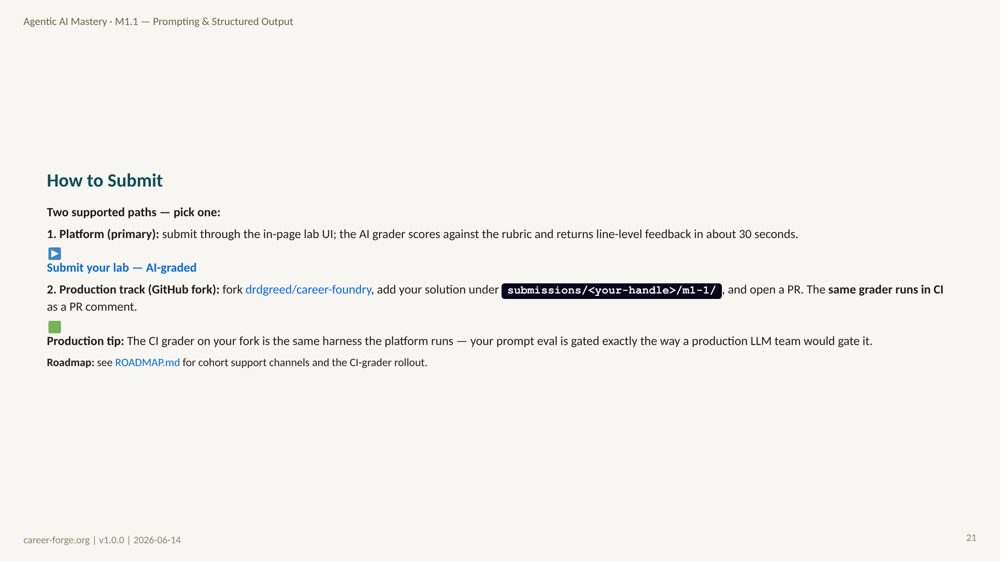 Agentic AI Mastery · M1.1 — Prompting & Structured Output
How to Submit
Two supported paths — pick one:
1. Platform (primary): submit through the in-page lab UI; the AI grader scores against the rubric and returns line-level feedback in about 30 seconds.
Submit your lab — AI-graded
2. Production track (GitHub fork): fork drdgreed/career-foundry, add your solution under submissions/<your-handle>/m1-1/, and open a PR. The same grader runs in CI
as a PR comment.
Production tip: The CI grader on your fork is the same harness the platform runs — your prompt eval is gated exactly the way a production LLM team would gate it.
Roadmap: see ROADMAP.md for cohort support channels and the CI-grader rollout.
career-forge.org | v1.0.0 | 2026-06-14
21